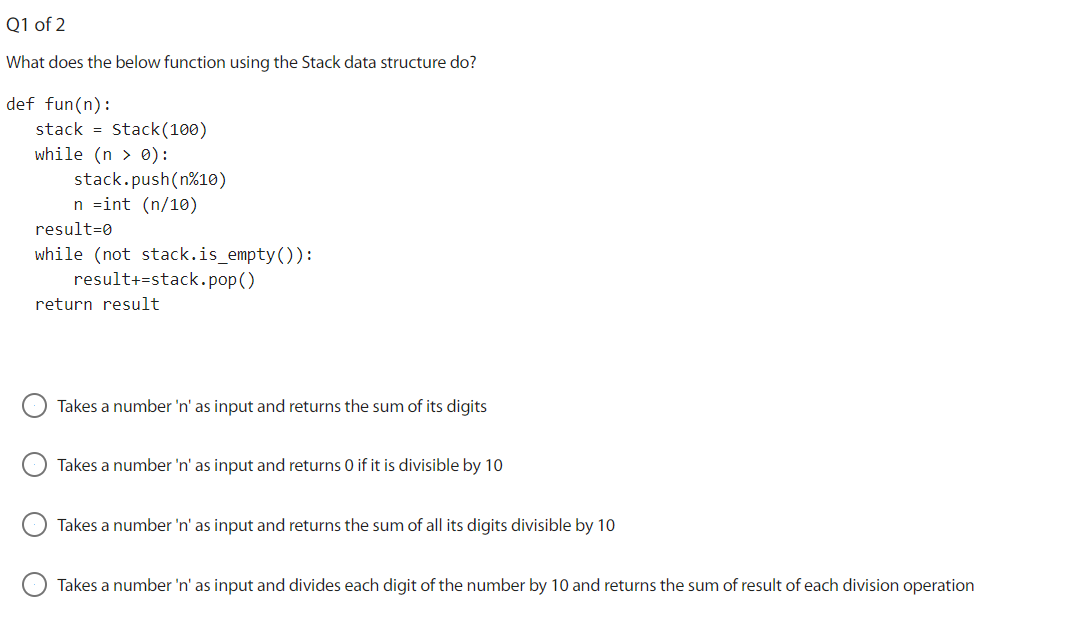 Q1 of 2
What does the below function using the Stack data structure do?
def fun(n):
   stack = Stack(100)
   while (n > 0):
       stack.push(n%10)
       n =int (n/10)
   result=0
   while (not stack.is_empty()):
       result+=stack.pop()
   return result
Takes a number 'n' as input and returns the sum of its digits
Takes a number 'n' as input and returns 0 if it is divisible by 10
Takes a number 'n' as input and returns the sum of all its digits divisible by 10
Takes a number 'n' as input and divides each digit of the number by 10 and returns the sum of result of each division operation